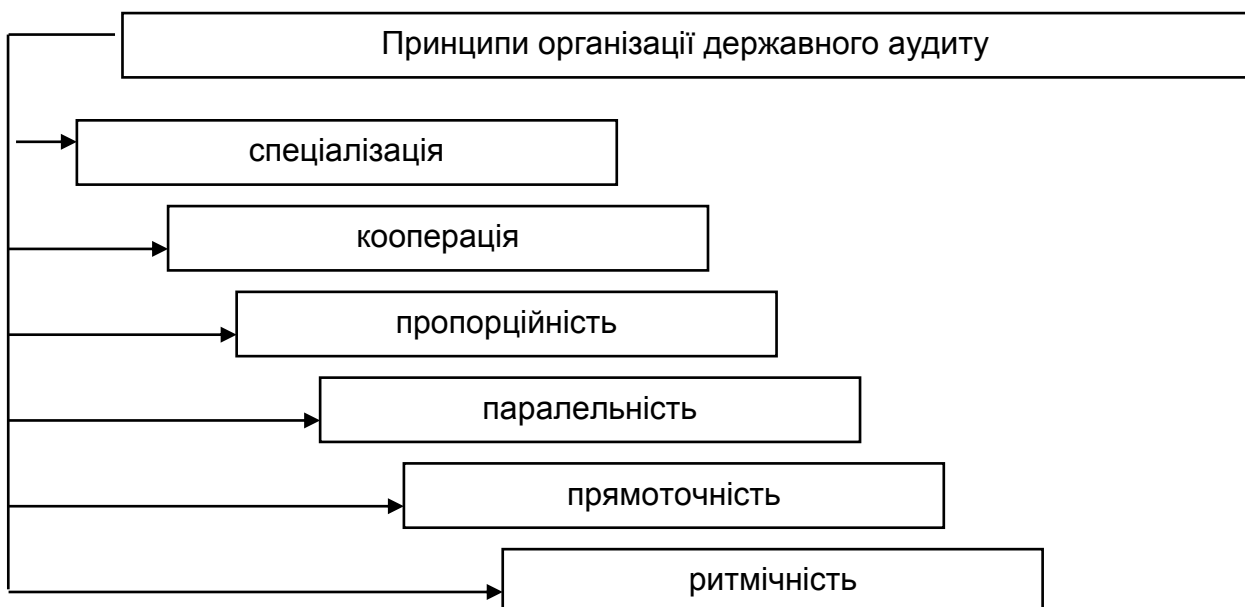 Принципи організації державного аудиту
спеціалізація
кооперація
пропорційність
паралельність
прямоточність
ритмічність